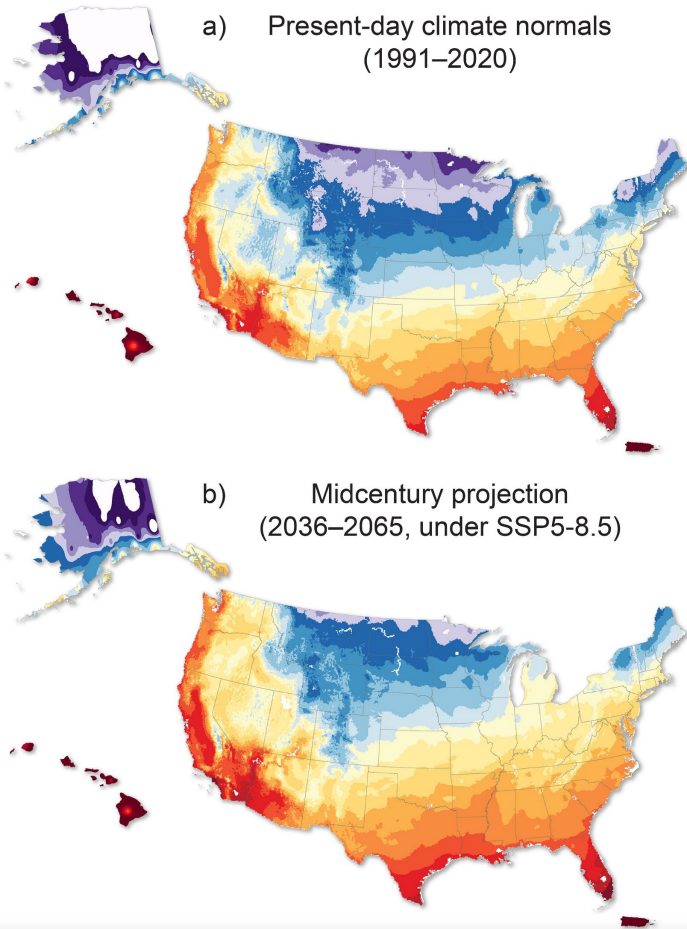 a) Present-day climate normals
(1991–2020)
b) Midcentury projection
(2036–2065, under SSP5-8.5)